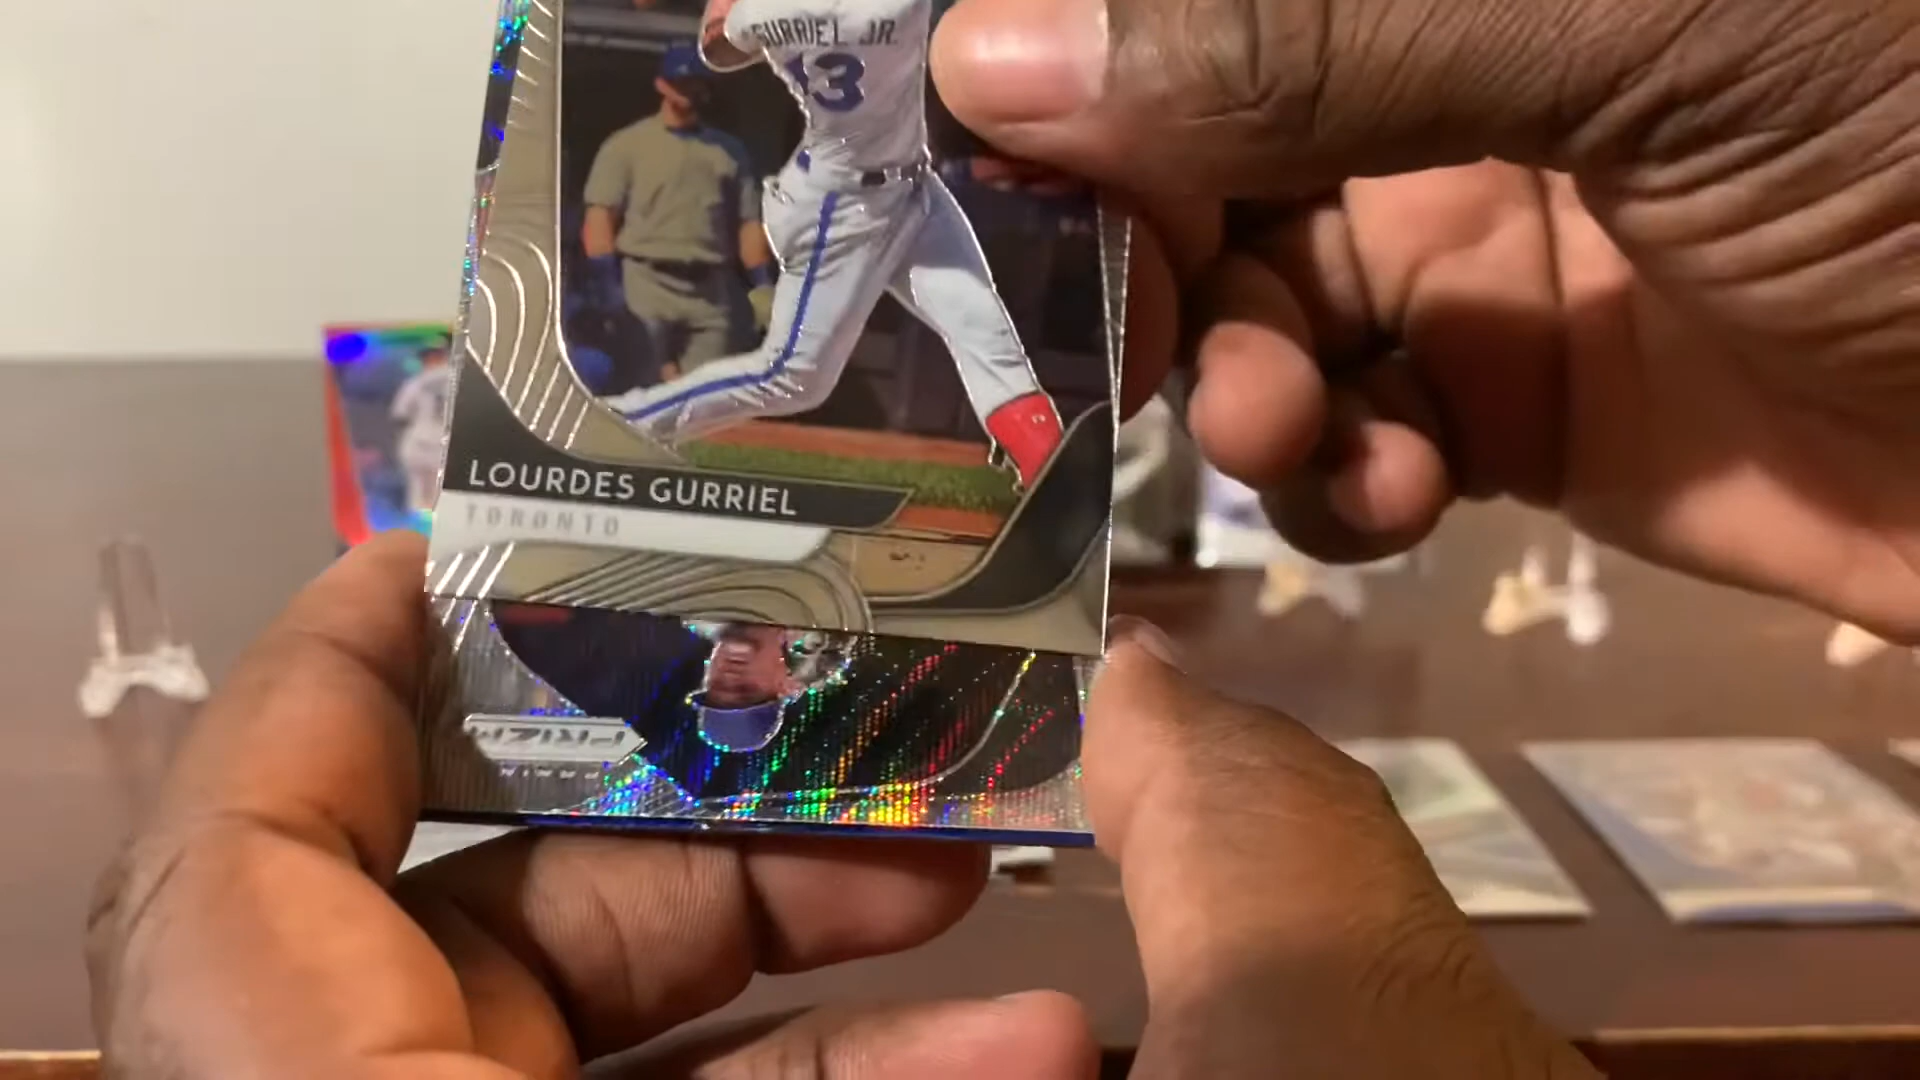 GURRIEL JR.
13
LOURDES GURRIEL
TORONTO
PRIZM